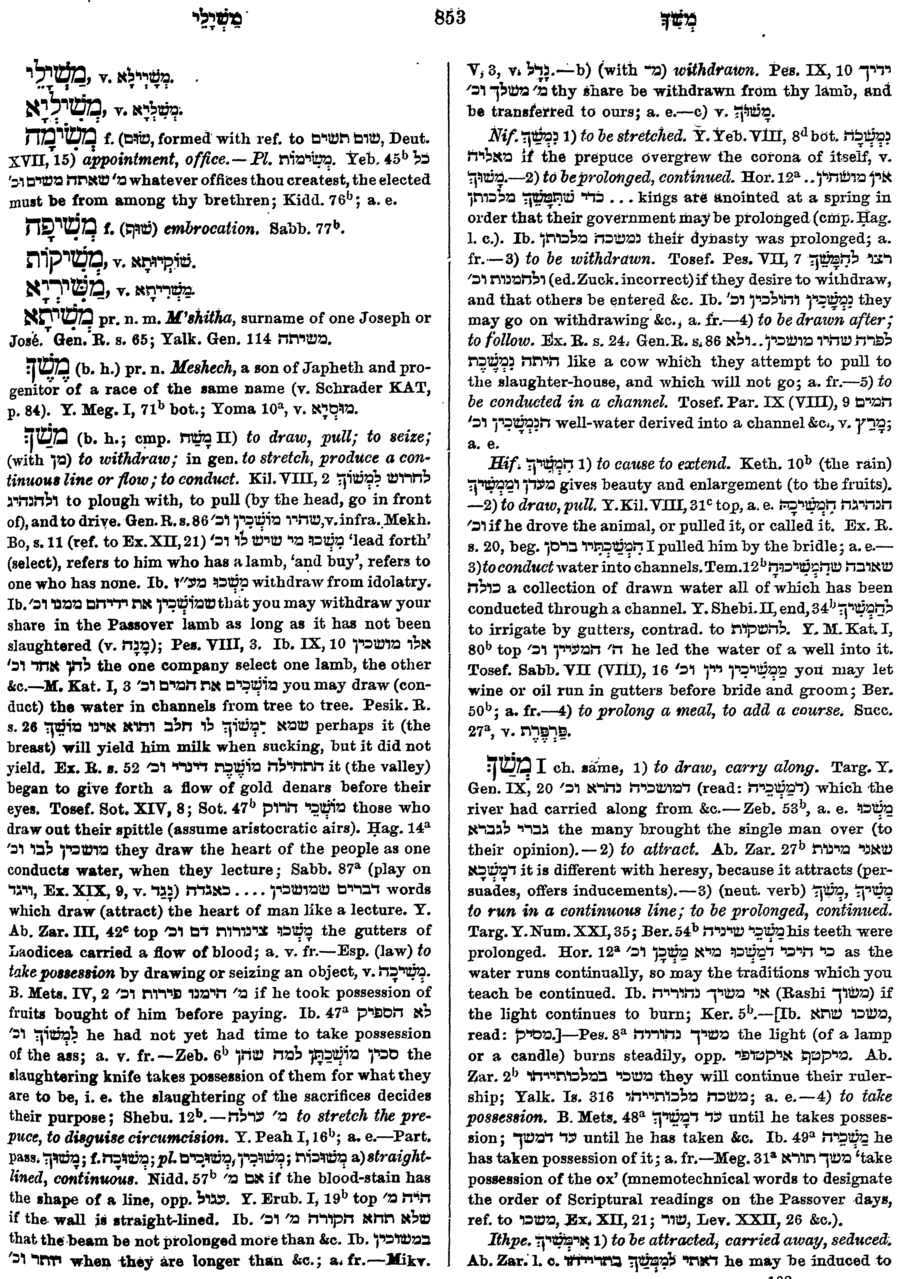 מְשִׁילֵי 853 מְשַׁךְ
מְשִׁילֵי, v. מְשֵׁיְילָא.
מְשִׁילְיָא, v. מְשֵׁלְיָא.
מְשִׂימָה f. (שׂוּם, formed with ref. to שום תשים, Deut.
XVII, 15) appointment, office.—Pl. מְשִׂימוֹת. Yeb. 45b כל
מ׳ שאתה משים וכ׳ whatever offices thou createst, the elected
must be from among thy brethren; Kidd. 76b; a. e.
מְשִׁיפָה f. (שׁוּף) embrocation. Sabb. 77b.
מְשִׁיקוֹת, v. שׁוֹקֵיתָא.
מַשִּׁירְיָא, v. מַשְׁרִיתָא.
מְשִׁיתָא pr. n. m. M'shitha, surname of one Joseph or
José. Gen. R. s. 65; Yalk. Gen. 114 משיתה.
מֶשֶׁךְ (b. h.) pr. n. Meshech, a son of Japheth and pro-
genitor of a race of the same name (v. Schrader KAT,
p. 84). Y. Meg. I, 71b bot.; Yoma 10a, v. מוּסְיָא.
מָשַׁךְ (b. h.; cmp. מָשַׁח II) to draw, pull; to seize;
(with מן) to withdraw; in gen. to stretch, produce a con-
tinuous line or flow; to conduct. Kil. VIII, 2 לחרוש לִמְשׁוֹךְ
ולהנהיג to plough with, to pull (by the head, go in front
of), and to drive. Gen. R. s. 86 שהיו מוֹשְׁכִין וכ׳, v. infra. Mekh.
Bo, s. 11 (ref. to Ex. XII, 21) מִשְׁכוּ מי שיש לו וכ׳ 'lead forth'
(select), refers to him who has a lamb, 'and buy', refers to
one who has none. Ib. מִשְׁכוּ מע״ז withdraw from idolatry.
Ib. שמוֹשְׁכִין את ידיהם ממנו וכ׳ that you may withdraw your
share in the Passover lamb as long as it has not been
slaughtered (v. מָנָה); Pes. VIII, 3. Ib. IX, 10 אלו מושכין
להן אחד וכ׳ the one company select one lamb, the other
&c.—M. Kat. I, 3 מוֹשְׁכִים את המים וכ׳ you may draw (con-
duct) the water in channels from tree to tree. Pesik. R.
s. 26 שמא יִמְשׁוֹךְ לו חלב והוא אינו מוֹשֵׁךְ perhaps it (the
breast) will yield him milk when sucking, but it did not
yield. Ex. R. s. 52 התחילה מוֹשֶׁכֶת דינרי וכ׳ it (the valley)
began to give forth a flow of gold denars before their
eyes. Tosef. Sot. XIV, 8; Sot. 47b מוֹשְׁכֵי הרוק those who
draw out their spittle (assume aristocratic airs). Ḥag. 14a
מושכין לבו וכ׳ they draw the heart of the people as one
conducts water, when they lecture; Sabb. 87a (play on
ויגד, Ex. XIX, 9, v. נָגַד) דברים שמושכין .... כאגדה words
which draw (attract) the heart of man like a lecture. Y.
Ab. Zar. III, 42c top מָשְׁכוּ צינורות דם וכ׳ the gutters of
Laodicea carried a flow of blood; a. v. fr.—Esp. (law) to
take possession by drawing or seizing an object, v. מְשִׁיכָה.
B. Mets. IV, 2 מ׳ הימנו פירות וכ׳ if he took possession of
fruits bought of him before paying. Ib. 47a לא הספיק
לִמְשׁוֹךְ וכ׳ he had not yet had time to take possession
of the ass; a. v. fr.—Zeb. 6b סכין מוֹשַׁכְתָּן למה שהן the
slaughtering knife takes possession of them for what they
are to be, i. e. the slaughtering of the sacrifices decides
their purpose; Shebu. 12b.—מ׳ עורלה to stretch the pre-
puce, to disguise circumcision. Y. Peah I, 16b; a. e.—Part.
pass. מָשׁוּךְ; f. מְשׁוּכָה; pl. מְשׁוּכִים, מְשׁוּכִין; מְשׁוּכוֹת a) straight-
lined, continuous. Nidd. 57b אם מ׳ if the blood-stain has
the shape of a line, opp. עגול. Y. Erub. I, 19b top היה מ׳
if the wall is straight-lined. Ib. שלא תהא הקורה מ׳ וכ׳
that the beam be not prolonged more than &c. Ib. במשוכין
יותר וכ׳ when they are longer than &c.; a. fr.—Mikv.
V, 3, v. נָדָל.—b) (with מ־) withdrawn. Pes. IX, 10 ידיך
מ׳ משלך וכ׳ thy share be withdrawn from thy lamb, and
be transferred to ours; a. e.—c) v. מָשׁוּךְ.
Nif. נִמְשַׁךְ 1) to be stretched. Y. Yeb. VIII, 8d bot. נִמְשְׁכָה
מאליה if the prepuce overgrew the corona of itself, v.
מָשׁוּךְ.—2) to be prolonged, continued. Hor. 12a אין מושחין..
כדי שֶׁתִּמָּשֵׁךְ מלכותן ... kings are anointed at a spring in
order that their government may be prolonged (cmp. Ḥag.
l. c.). Ib. נמשכה מלכותן their dynasty was prolonged; a.
fr.—3) to be withdrawn. Tosef. Pes. VII, 7 רצו לְהִמָּשֵׁךְ
ולהמנות וכ׳ (ed. Zuck. incorrect) if they desire to withdraw,
and that others be entered &c. Ib. נִמְשָׁכִין והולכין וכ׳ they
may go on withdrawing &c., a. fr.—4) to be drawn after;
to follow. Ex. R. s. 24. Gen. R. s. 86 לפרה שהיו מושכין..ולא
היתה נִמְשֶׁכֶת like a cow which they attempt to pull to
the slaughter-house, and which will not go; a. fr.—5) to
be conducted in a channel. Tosef. Par. IX (VIII), 9 המים
הנִמְשָׁכִין וכ׳ well-water derived into a channel &c., v. מָרַץ;
a. e.
Hif. הִמְשִׁיךְ 1) to cause to extend. Keth. 10b (the rain)
מעדן ומַמְשִׁיךְ gives beauty and enlargement (to the fruits).
—2) to draw, pull. Y. Kil. VIII, 31c top, a. e. הנהיגה הִמְשִׁיכָהּ
וכ׳ if he drove the animal, or pulled it, or called it. Ex. R.
s. 20, beg. הִמְשַׁכְתִּיו ברסן I pulled him by the bridle; a. e.—
3) to conduct water into channels. Tem. 12b שאובה שֶׁהִמְשִׁיכוּהָ
כולה a collection of drawn water all of which has been
conducted through a channel. Y. Shebi. II, end, 34b לְהַמְשִׁיךְ
to irrigate by gutters, contrad. to להשקות. Y. M. Kat. I,
80b top ה׳ המעיין וכ׳ he led the water of a well into it.
Tosef. Sabb. VII (VIII), 16 מַמְשִׁיכִין יין וכ׳ you may let
wine or oil run in gutters before bride and groom; Ber.
50b; a. fr.—4) to prolong a meal, to add a course. Succ.
27a, v. פַּרְפֶּרֶת.
מְשַׁךְ I ch. same, 1) to draw, carry along. Targ. Y.
Gen. IX, 20 דמושכיה נהרא וכ׳ (read: דְּמַשְׁכֵיהּ) which the
river had carried along from &c.—Zeb. 53b, a. e. מַשְׁכוּ
גברי לגברא the many brought the single man over (to
their opinion).—2) to attract. Ab. Zar. 27b שאני מינות
דְּמָשְׁכָא it is different with heresy, because it attracts (per-
suades, offers inducements).—3) (neut. verb) מְשַׁךְ, מְשִׁיךְ
to run in a continuous line; to be prolonged, continued.
Targ. Y. Num. XXI, 35; Ber. 54b מָשְׁכֵי שיניה his teeth were
prolonged. Hor. 12a כי היכי דמָשְׁכוּ מיא מָשְׁכָן וכ׳ as the
water runs continually, so may the traditions which you
teach be continued. Ib. אי משיך נהוריה (Rashi משוך) if
the light continues to burn; Ker. 5b.—[Ib. משכו שתא,
read: מסיק.]—Pes. 8a משיך נהוריה the light (of a lamp
or a candle) burns steadily, opp. מיקטף איקטופי. Ab.
Zar. 2b משכי במלכותייהו they will continue their ruler-
ship; Yalk. Is. 316 משכה מלכותייהו; a. e.—4) to take
possession. B. Mets. 48a עד דמָשֵׁיךְ until he takes posses-
sion; עד דמשך until he has taken &c. Ib. 49a מַשְׁכֵיהּ he
has taken possession of it; a. fr.—Meg. 31a משך תורא 'take
possession of the ox' (mnemotechnical words to designate
the order of Scriptural readings on the Passover days,
ref. to משכו, Ex. XII, 21; שור, Lev. XXII, 26 &c.).
Ithpe. אִימְּשִׁיךְ 1) to be attracted, carried away, seduced.
Ab. Zar. l. c. דאתי לְמִמְּשַׁךְ בתרייהו he may be induced to